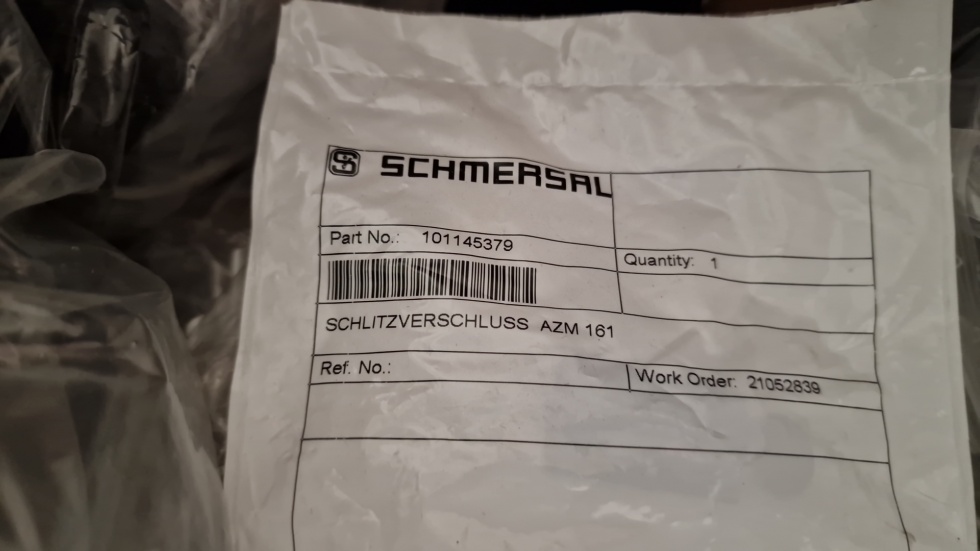 SCHMERSAL
Part No.: 101145379
Quantity: 1
SCHLITZVERSCHLUSS AZM 161
Ref. No.:
Work Order: 21052839